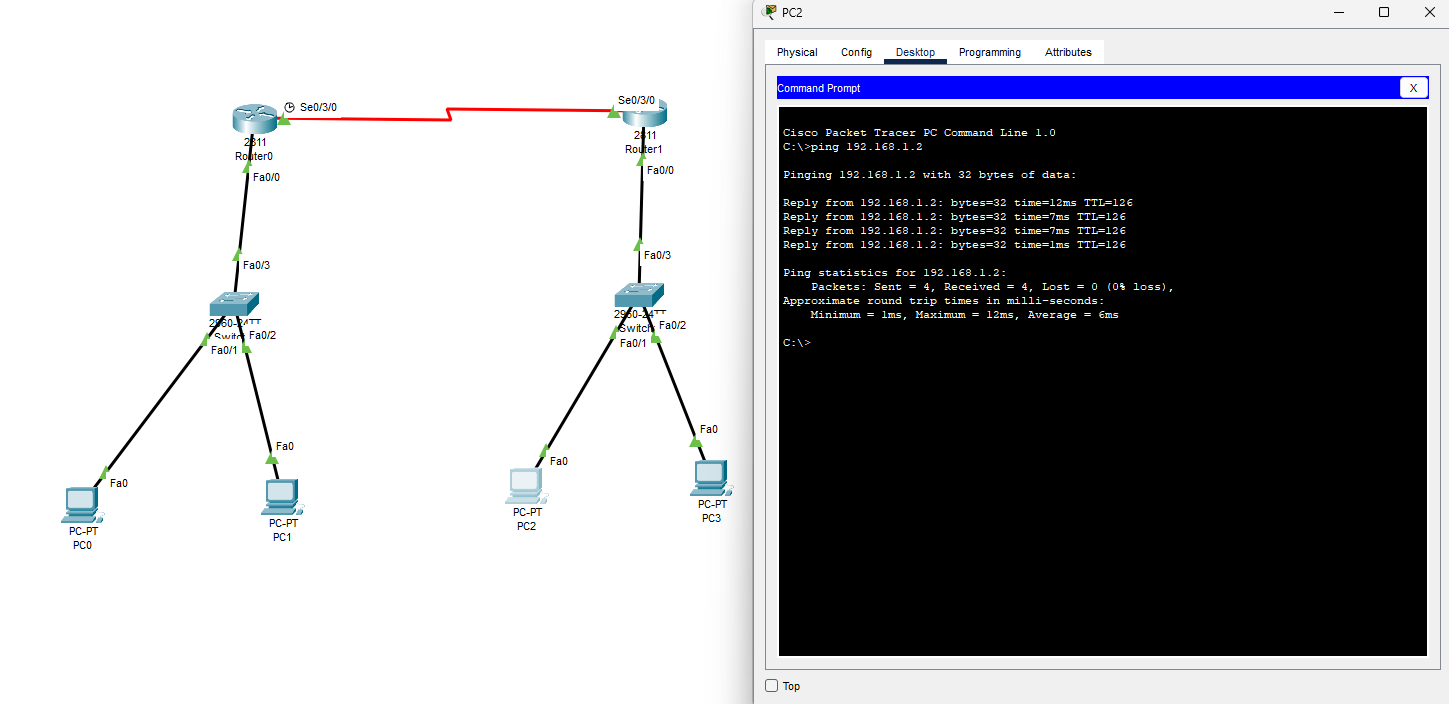 PC2
Physical Config Desktop Programming Attributes
Command Prompt
X
Cisco Packet Tracer PC Command Line 1.0
C:\>ping 192.168.1.2
Pinging 192.168.1.2 with 32 bytes of data:
Reply from 192.168.1.2: bytes=32 time=12ms TTL=126
Reply from 192.168.1.2: bytes=32 time=7ms TTL=126
Reply from 192.168.1.2: bytes=32 time=7ms TTL=126
Reply from 192.168.1.2: bytes=32 time=1ms TTL=126
Ping statistics for 192.168.1.2:
Packets: Sent = 4, Received = 4, Lost = 0 (0% loss),
Approximate round trip times in milli-seconds:
Minimum = 1ms, Maximum = 12ms, Average = 6ms
C:\>
Top
Se0/3/0
2811
Router0
Fa0/0
Fa0/3
Fa0/2
Fa0/1
Fa0
PC-PT
PC0
Fa0
PC-PT
PC1
Se0/3/0
2811
Router1
Fa0/0
Fa0/3
2960-24TT
Fa0/2
Fa0/1
Fa0
PC-PT
PC2
Fa0
PC-PT
PC3